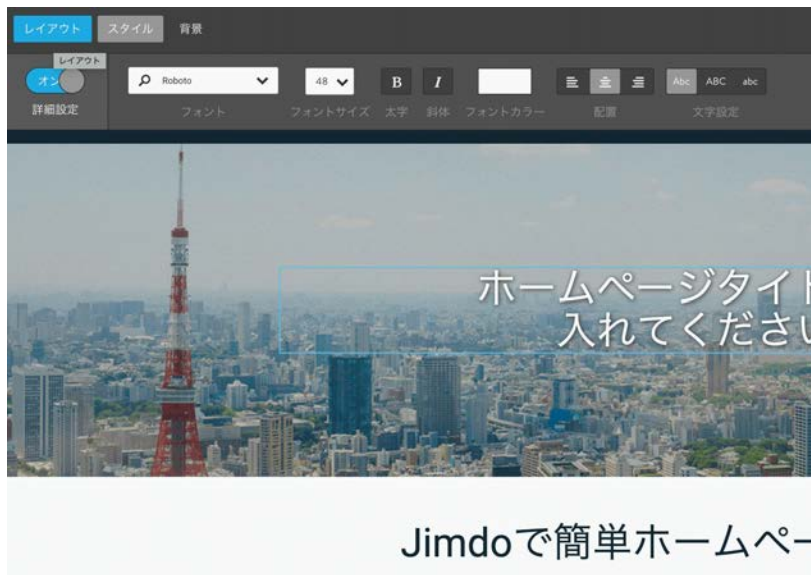 レイアウト スタイル 背景
レイアウト
オン Roboto 48 B I Abc ABC abc
詳細設定 フォント フォントサイズ 太字 斜体 フォントカラー 配置 文字設定
ホームページタイト
入れてくださ
Jimdoで簡単ホームペー